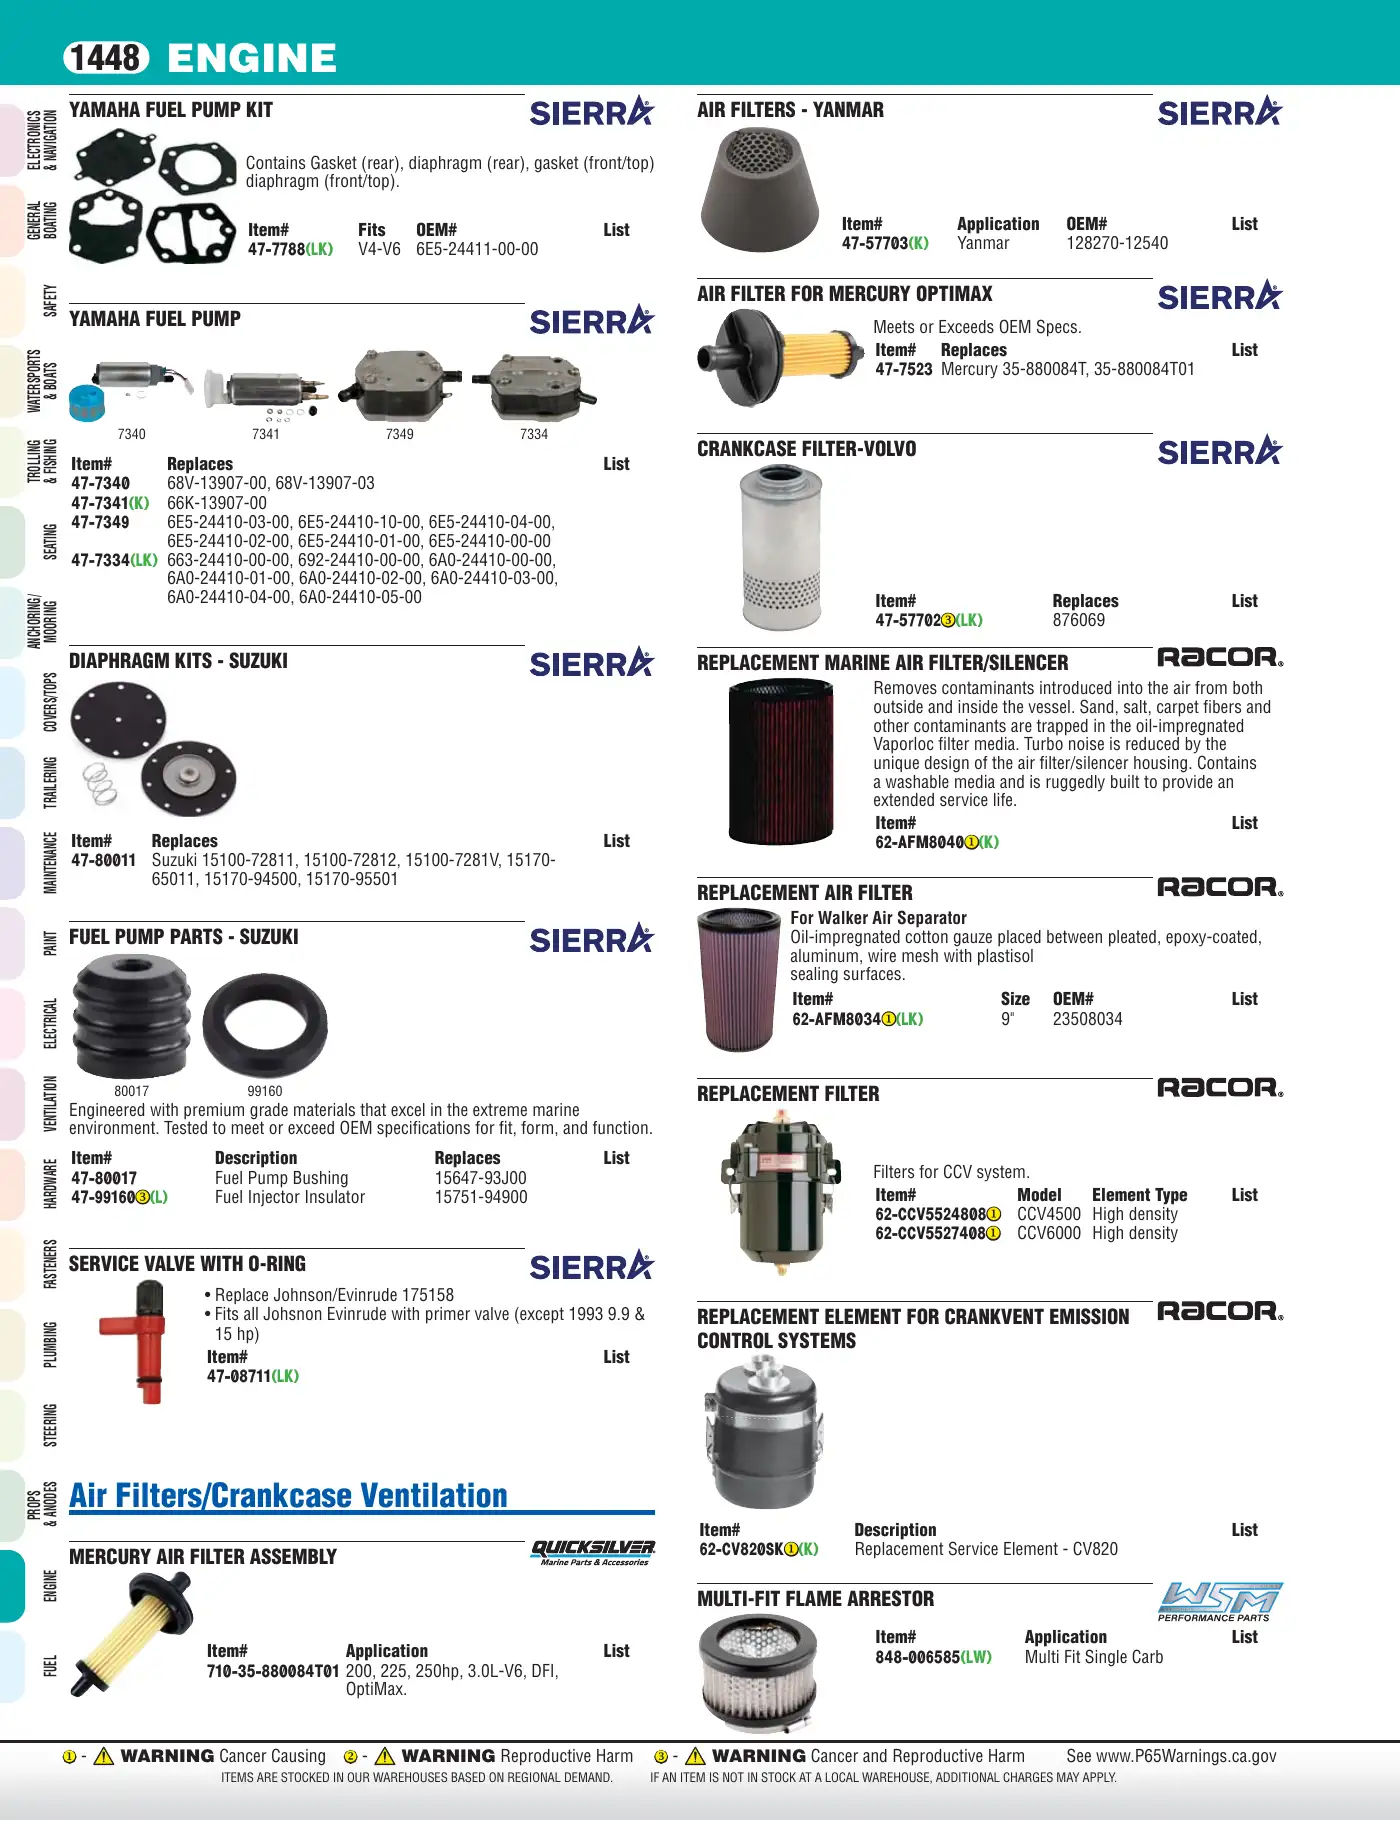 1448 ENGINE
ELECTRONICS
& NAVIGATION
GENERAL
BOATING
SAFETY
WATERSPORTS
& BOATS
TROLLING
& FISHING
SEATING
ANCHORING/
MOORING
COVERS/TOPS
TRAILERING
MAINTENANCE
PAINT
ELECTRICAL
VENTILATION
HARDWARE
FASTENERS
PLUMBING
STEERING
PROPS
& ANODES
ENGINE
FUEL
YAMAHA FUEL PUMP KIT
SIERRA®
Contains Gasket (rear), diaphragm (rear), gasket (front/top)
diaphragm (front/top).
Item# Fits OEM# List
47-7788(LK) V4-V6 6E5-24411-00-00
YAMAHA FUEL PUMP
SIERRA®
7340 7341 7349 7334
Item# Replaces List
47-7340 68V-13907-00, 68V-13907-03
47-7341(K) 66K-13907-00
47-7349 6E5-24410-03-00, 6E5-24410-10-00, 6E5-24410-04-00,
6E5-24410-02-00, 6E5-24410-01-00, 6E5-24410-00-00
47-7334(LK) 663-24410-00-00, 692-24410-00-00, 6A0-24410-00-00,
6A0-24410-01-00, 6A0-24410-02-00, 6A0-24410-03-00,
6A0-24410-04-00, 6A0-24410-05-00
DIAPHRAGM KITS - SUZUKI
SIERRA®
Item# Replaces List
47-80011 Suzuki 15100-72811, 15100-72812, 15100-7281V, 15170-
65011, 15170-94500, 15170-95501
FUEL PUMP PARTS - SUZUKI
SIERRA®
80017 99160
Engineered with premium grade materials that excel in the extreme marine
environment. Tested to meet or exceed OEM specifications for fit, form, and function.
Item# Description Replaces List
47-80017 Fuel Pump Bushing 15647-93J00
47-99160③(L) Fuel Injector Insulator 15751-94900
SERVICE VALVE WITH O-RING
SIERRA®
• Replace Johnson/Evinrude 175158
• Fits all Johsnon Evinrude with primer valve (except 1993 9.9 &
15 hp)
Item# List
47-08711(LK)
Air Filters/Crankcase Ventilation
MERCURY AIR FILTER ASSEMBLY
QUICKSILVER®
Marine Parts & Accessories
Item# Application List
710-35-880084T01 200, 225, 250hp, 3.0L-V6, DFI,
OptiMax.
AIR FILTERS - YANMAR
SIERRA®
Item# Application OEM# List
47-57703(K) Yanmar 128270-12540
AIR FILTER FOR MERCURY OPTIMAX
SIERRA®
Meets or Exceeds OEM Specs.
Item# Replaces List
47-7523 Mercury 35-880084T, 35-880084T01
CRANKCASE FILTER-VOLVO
SIERRA®
Item# Replaces List
47-57702③(LK) 876069
REPLACEMENT MARINE AIR FILTER/SILENCER
RACOR®
Removes contaminants introduced into the air from both
outside and inside the vessel. Sand, salt, carpet fibers and
other contaminants are trapped in the oil-impregnated
Vaporloc filter media. Turbo noise is reduced by the
unique design of the air filter/silencer housing. Contains
a washable media and is ruggedly built to provide an
extended service life.
Item# List
62-AFM8040①(K)
REPLACEMENT AIR FILTER
RACOR®
For Walker Air Separator
Oil-impregnated cotton gauze placed between pleated, epoxy-coated,
aluminum, wire mesh with plastisol
sealing surfaces.
Item# Size OEM# List
62-AFM8034①(LK) 9" 23508034
REPLACEMENT FILTER
RACOR®
Filters for CCV system.
Item# Model Element Type List
62-CCV5524808① CCV4500 High density
62-CCV5527408① CCV6000 High density
REPLACEMENT ELEMENT FOR CRANKVENT EMISSION
CONTROL SYSTEMS
RACOR®
Item# Description List
62-CV820SK①(K) Replacement Service Element - CV820
MULTI-FIT FLAME ARRESTOR
WSM
PERFORMANCE PARTS
Item# Application List
848-006585(LW) Multi Fit Single Carb
① - WARNING Cancer Causing ② - WARNING Reproductive Harm ③ - WARNING Cancer and Reproductive Harm See www.P65Warnings.ca.gov
ITEMS ARE STOCKED IN OUR WAREHOUSES BASED ON REGIONAL DEMAND. IF AN ITEM IS NOT IN STOCK AT A LOCAL WAREHOUSE, ADDITIONAL CHARGES MAY APPLY.